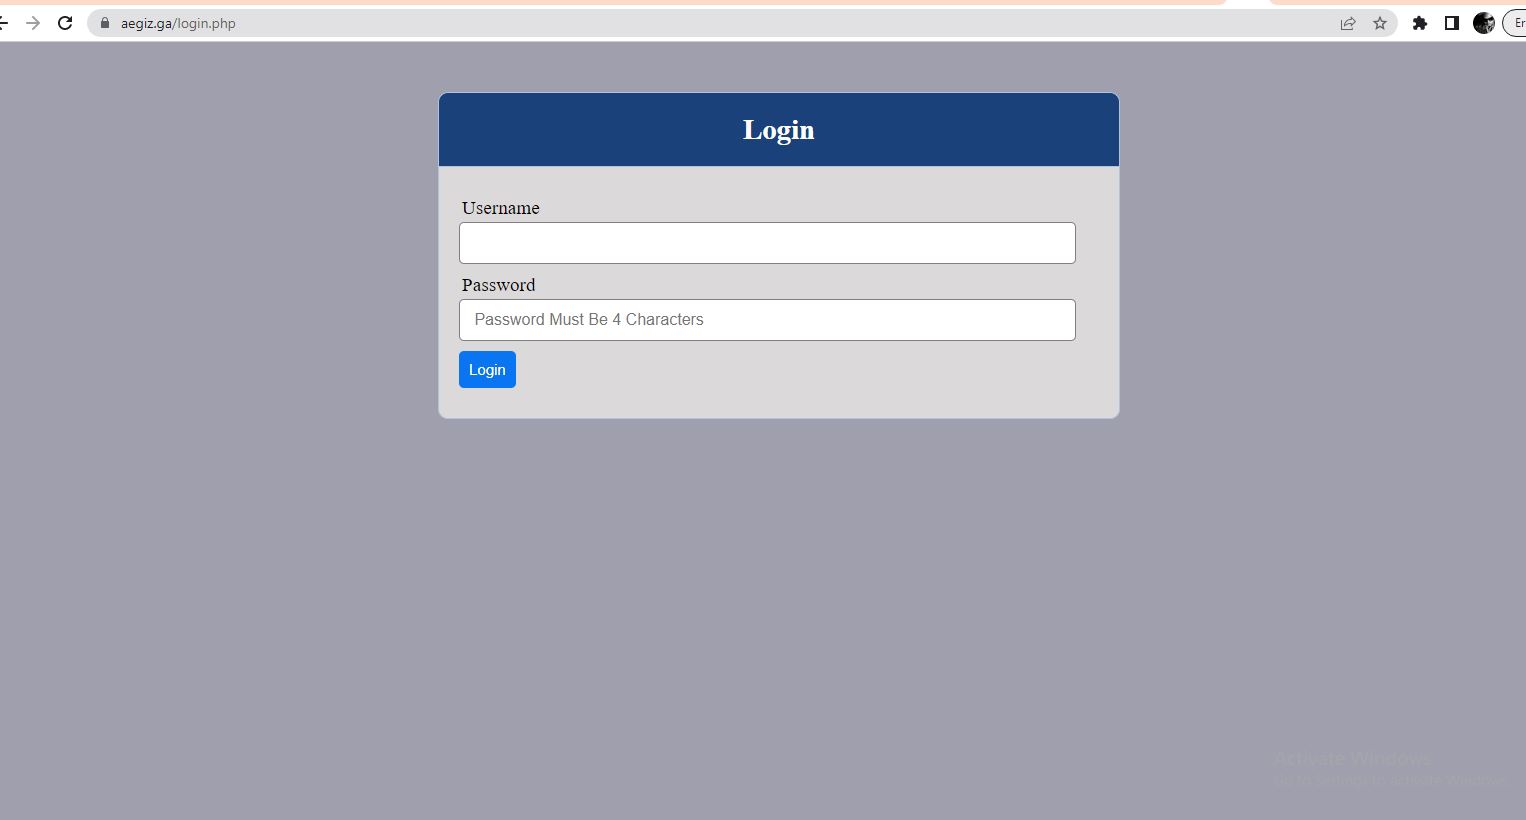 aegiz.ga/login.php
Er
Login
Username
Password
Password Must Be 4 Characters
Login
Activate Windows
Go to Settings to activate Windows.